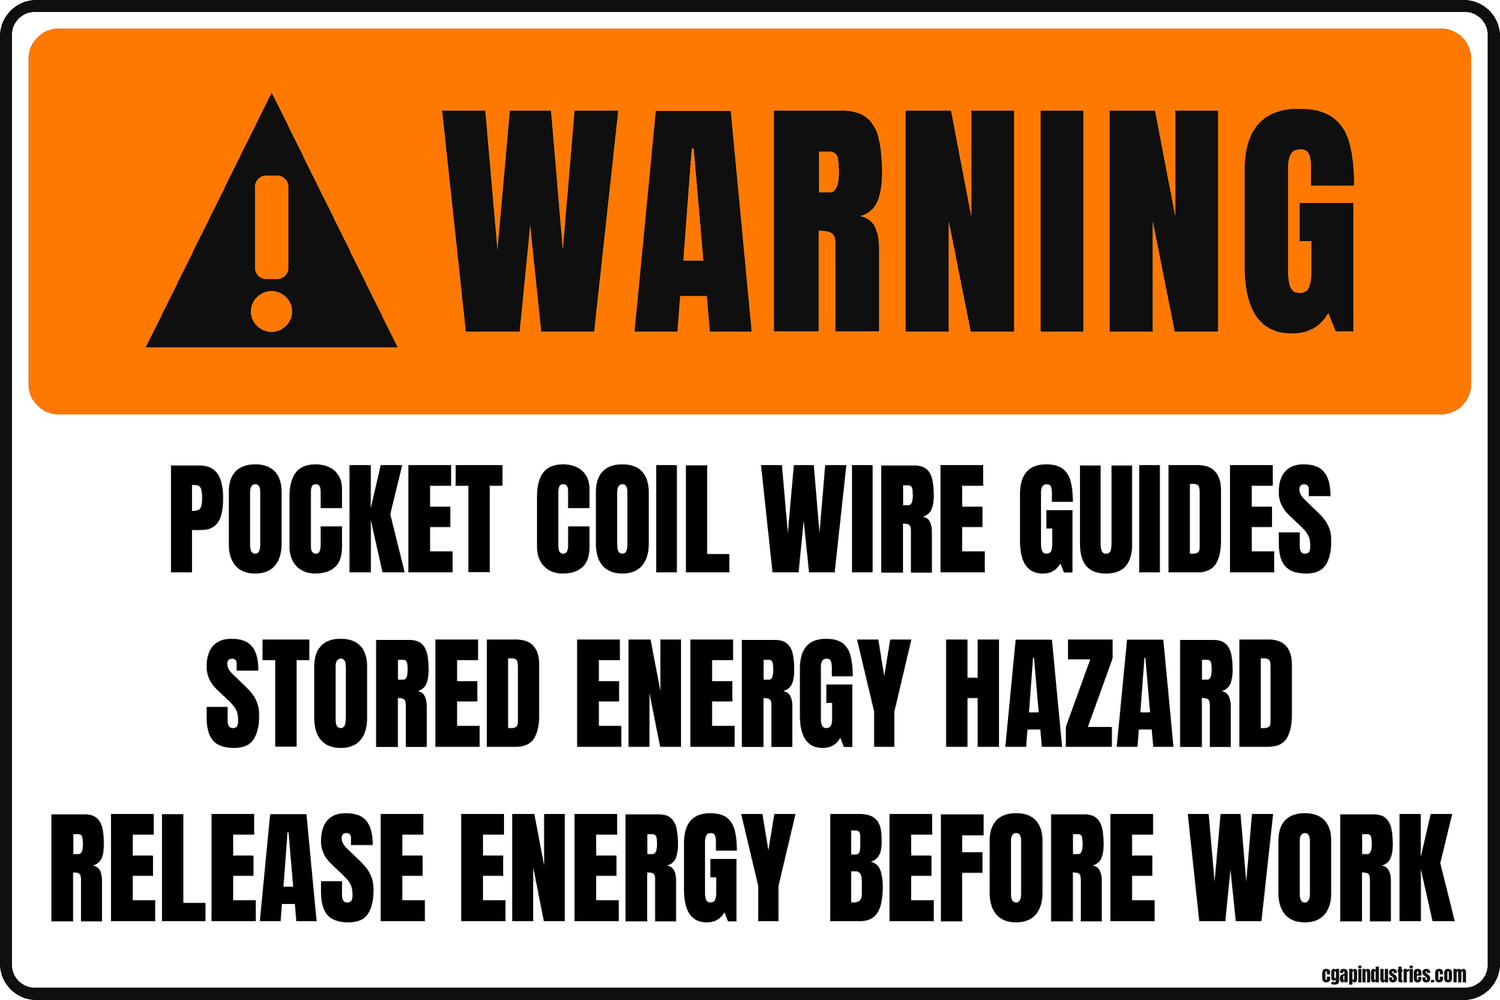 WARNING
POCKET COIL WIRE GUIDES
STORED ENERGY HAZARD
RELEASE ENERGY BEFORE WORK
cgapindustries.com